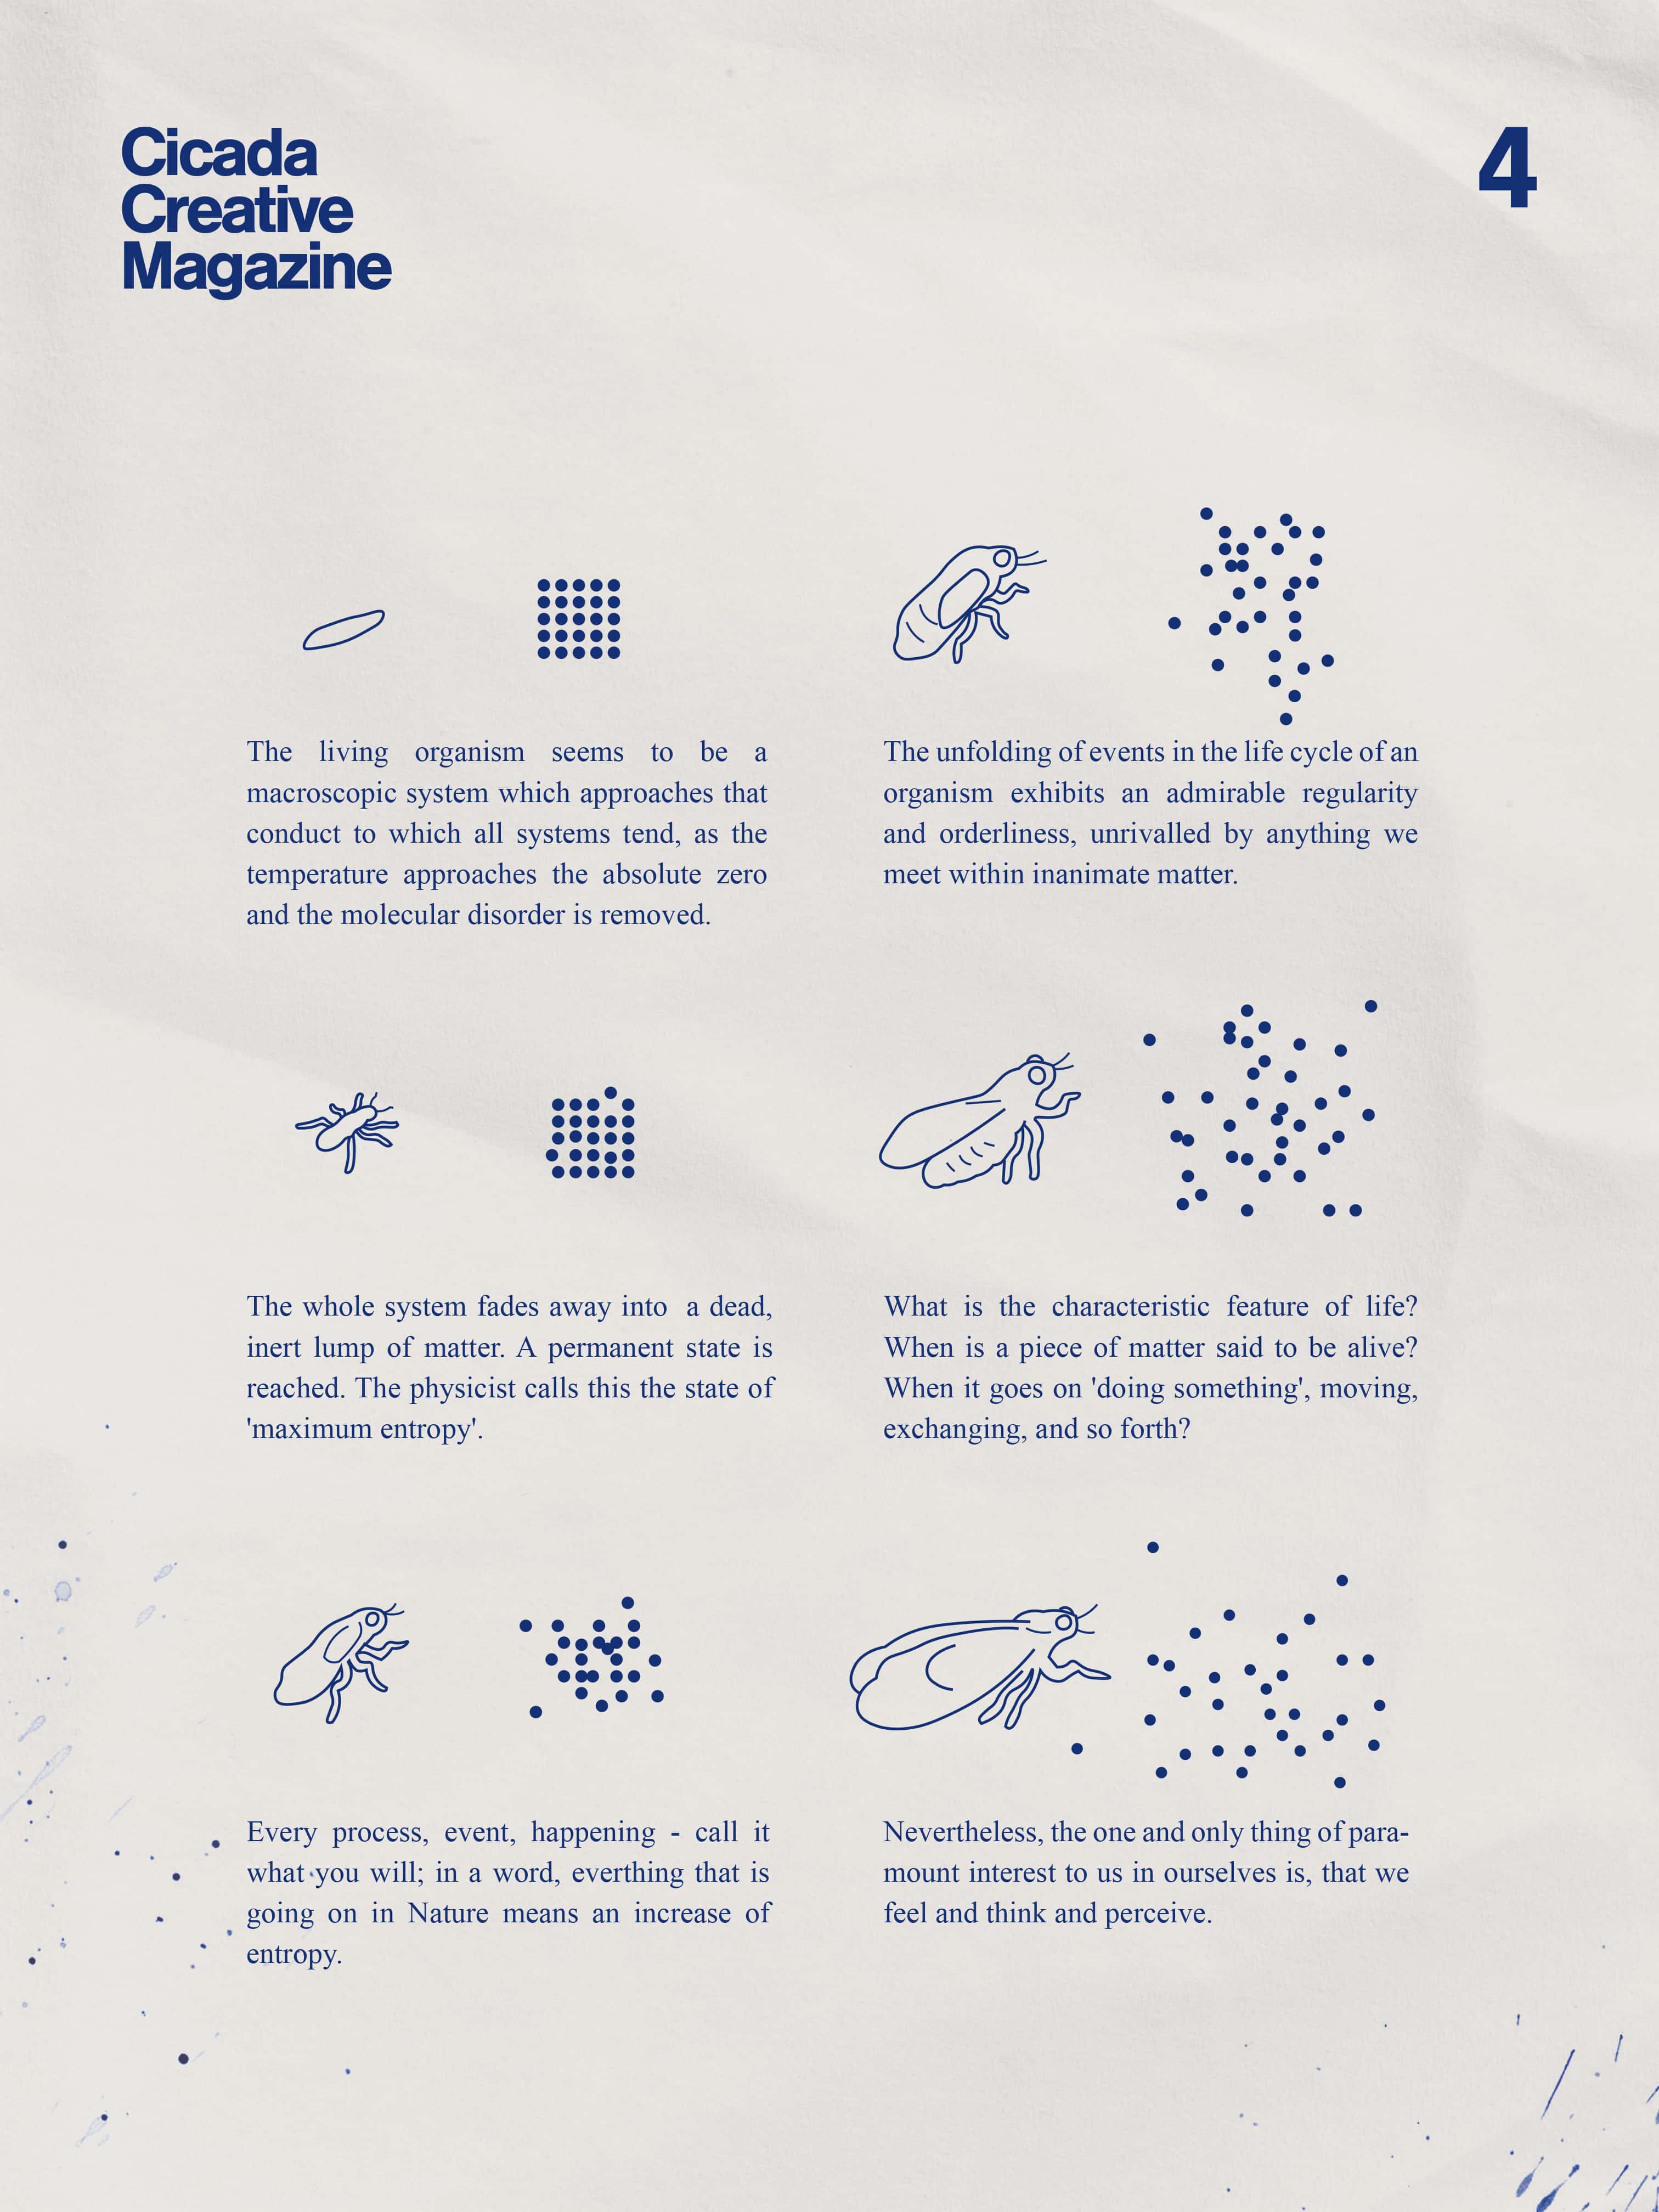 Cicada
Creative
Magazine
4
The living organism seems to be a
macroscopic system which approaches that
conduct to which all systems tend, as the
temperature approaches the absolute zero
and the molecular disorder is removed.
The whole system fades away into  a dead,
inert lump of matter. A permanent state is
reached. The physicist calls this the state of
'maximum entropy'.
Every process, event, happening - call it
what you will; in a word, everthing that is
going on in Nature means an increase of
entropy.
The unfolding of events in the life cycle of an
organism exhibits an admirable regularity
and orderliness, unrivalled by anything we
meet within inanimate matter.
What is the characteristic feature of life?
When is a piece of matter said to be alive?
When it goes on 'doing something', moving,
exchanging, and so forth?
Nevertheless, the one and only thing of para-
mount interest to us in ourselves is, that we
feel and think and perceive.